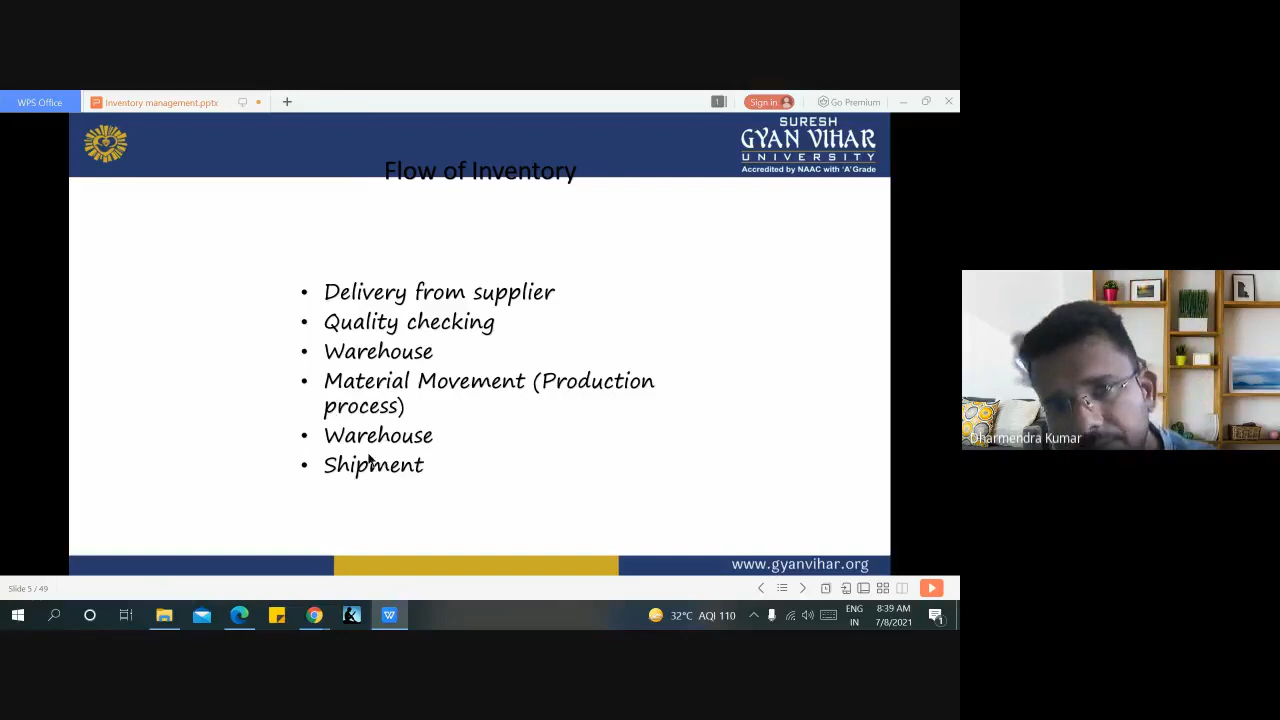 WPS Office
Inventory management.pptx
1
Sign in
Go Premium
SURESH
GYAN VIHAR
UNIVERSITY
Accredited by NAAC with 'A' Grade
Flow of Inventory
• Delivery from supplier
• Quality checking
• Warehouse
• Material Movement (Production
process)
• Warehouse
• Shipment
Dharmendra Kumar
www.gyanvihar.org
Slide 5 / 49
32°C AQI 110
ENG
IN
8:39 AM
7/8/2021
1